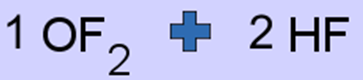 1 OF₂ + 2 HF